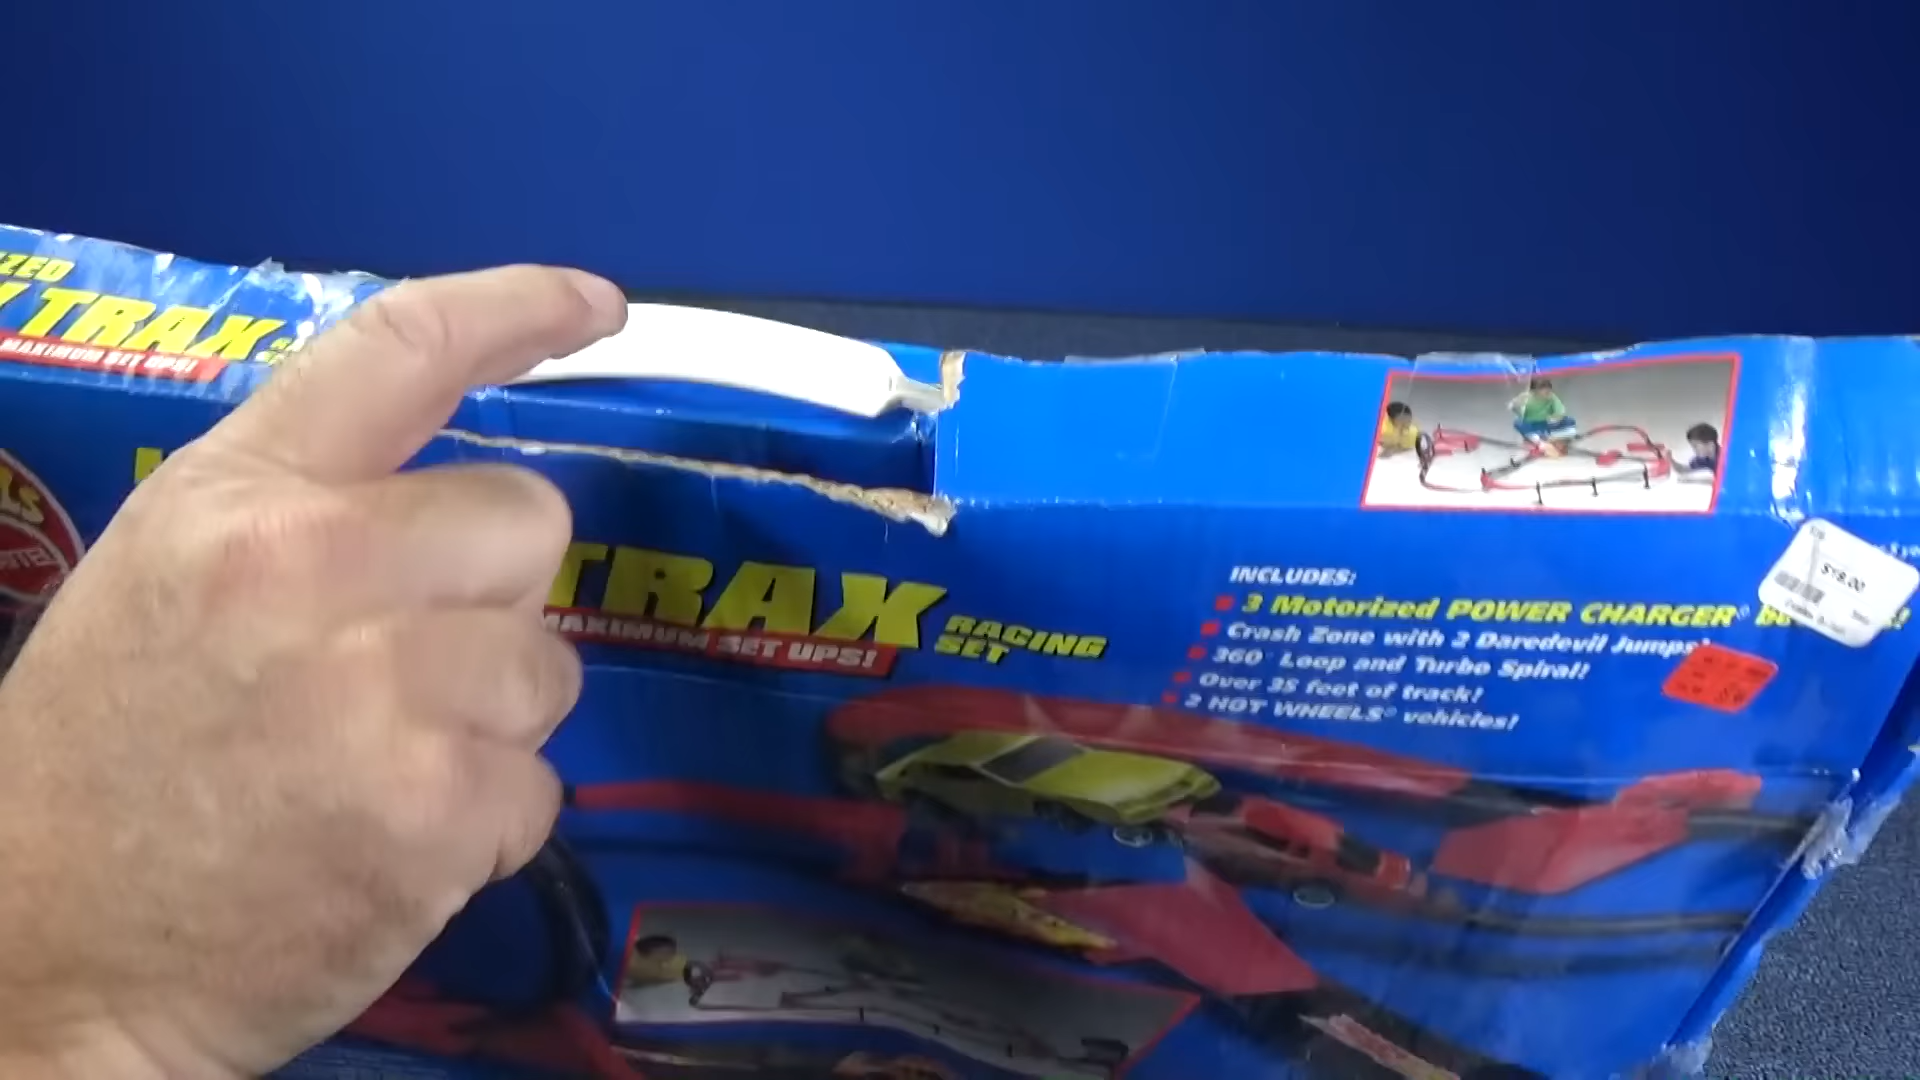 IZED
TRAX
MAXIMUM SET UPS!
TRAX
RACING
SET
MAXIMUM SET UPS!
INCLUDES:
3 Motorized POWER CHARGER®
Crash Zone with 2 Daredevil Jumps!
360° Loop and Turbo Spiral!
Over 35 feet of track!
2 HOT WHEELS® vehicles!